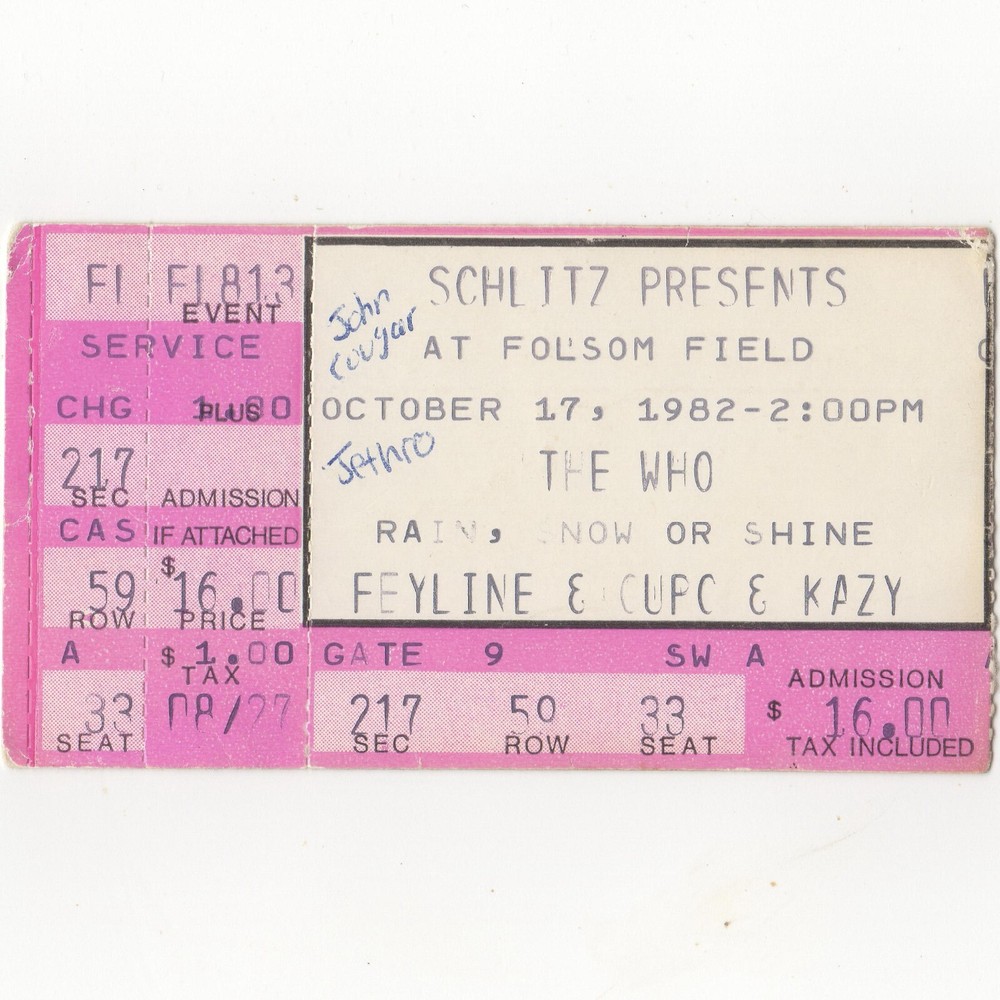 FI FL813
EVENT
SERVICE
CHG 1.00
PLUS
217
SEC ADMISSION
CAS IF ATTACHED
59 $16.00
ROW PRICE
A $ 1.00
TAX
33 08/27
SEAT
SCHLITZ PRESENTS
John
Cougar
AT FOLSOM FIELD
OCTOBER 17, 1982-2:00PM
Jethro
THE WHO
RAIN, SNOW OR SHINE
FEYLINE & CUPC & KAZY
GATE 9 SW A
ADMISSION
217 59 33 $ 16.00
SEC ROW SEAT TAX INCLUDED